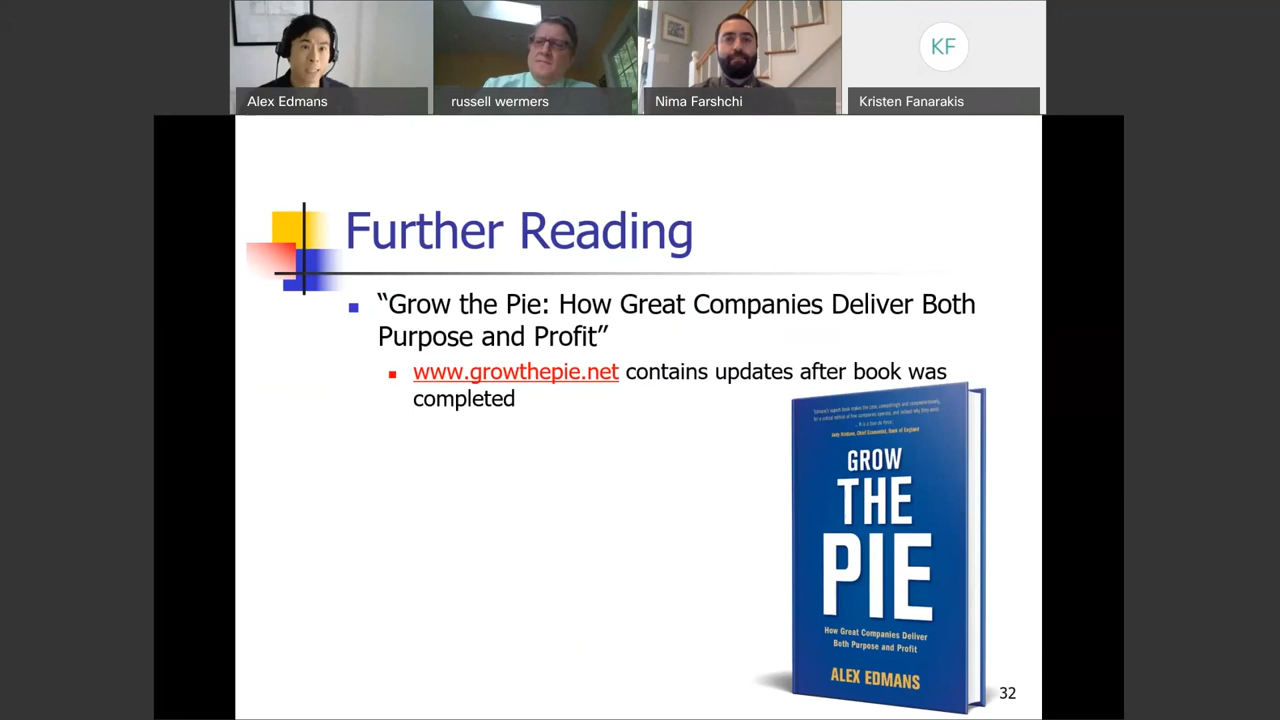 KF
Alex Edmans
russell wermers
Nima Farshchi
Kristen Fanarakis
Further Reading
“Grow the Pie: How Great Companies Deliver Both
Purpose and Profit”
www.growthepie.net contains updates after book was
completed
GROW
THE
PIE
How Great Companies Deliver
Both Purpose and Profit
ALEX EDMANS
32